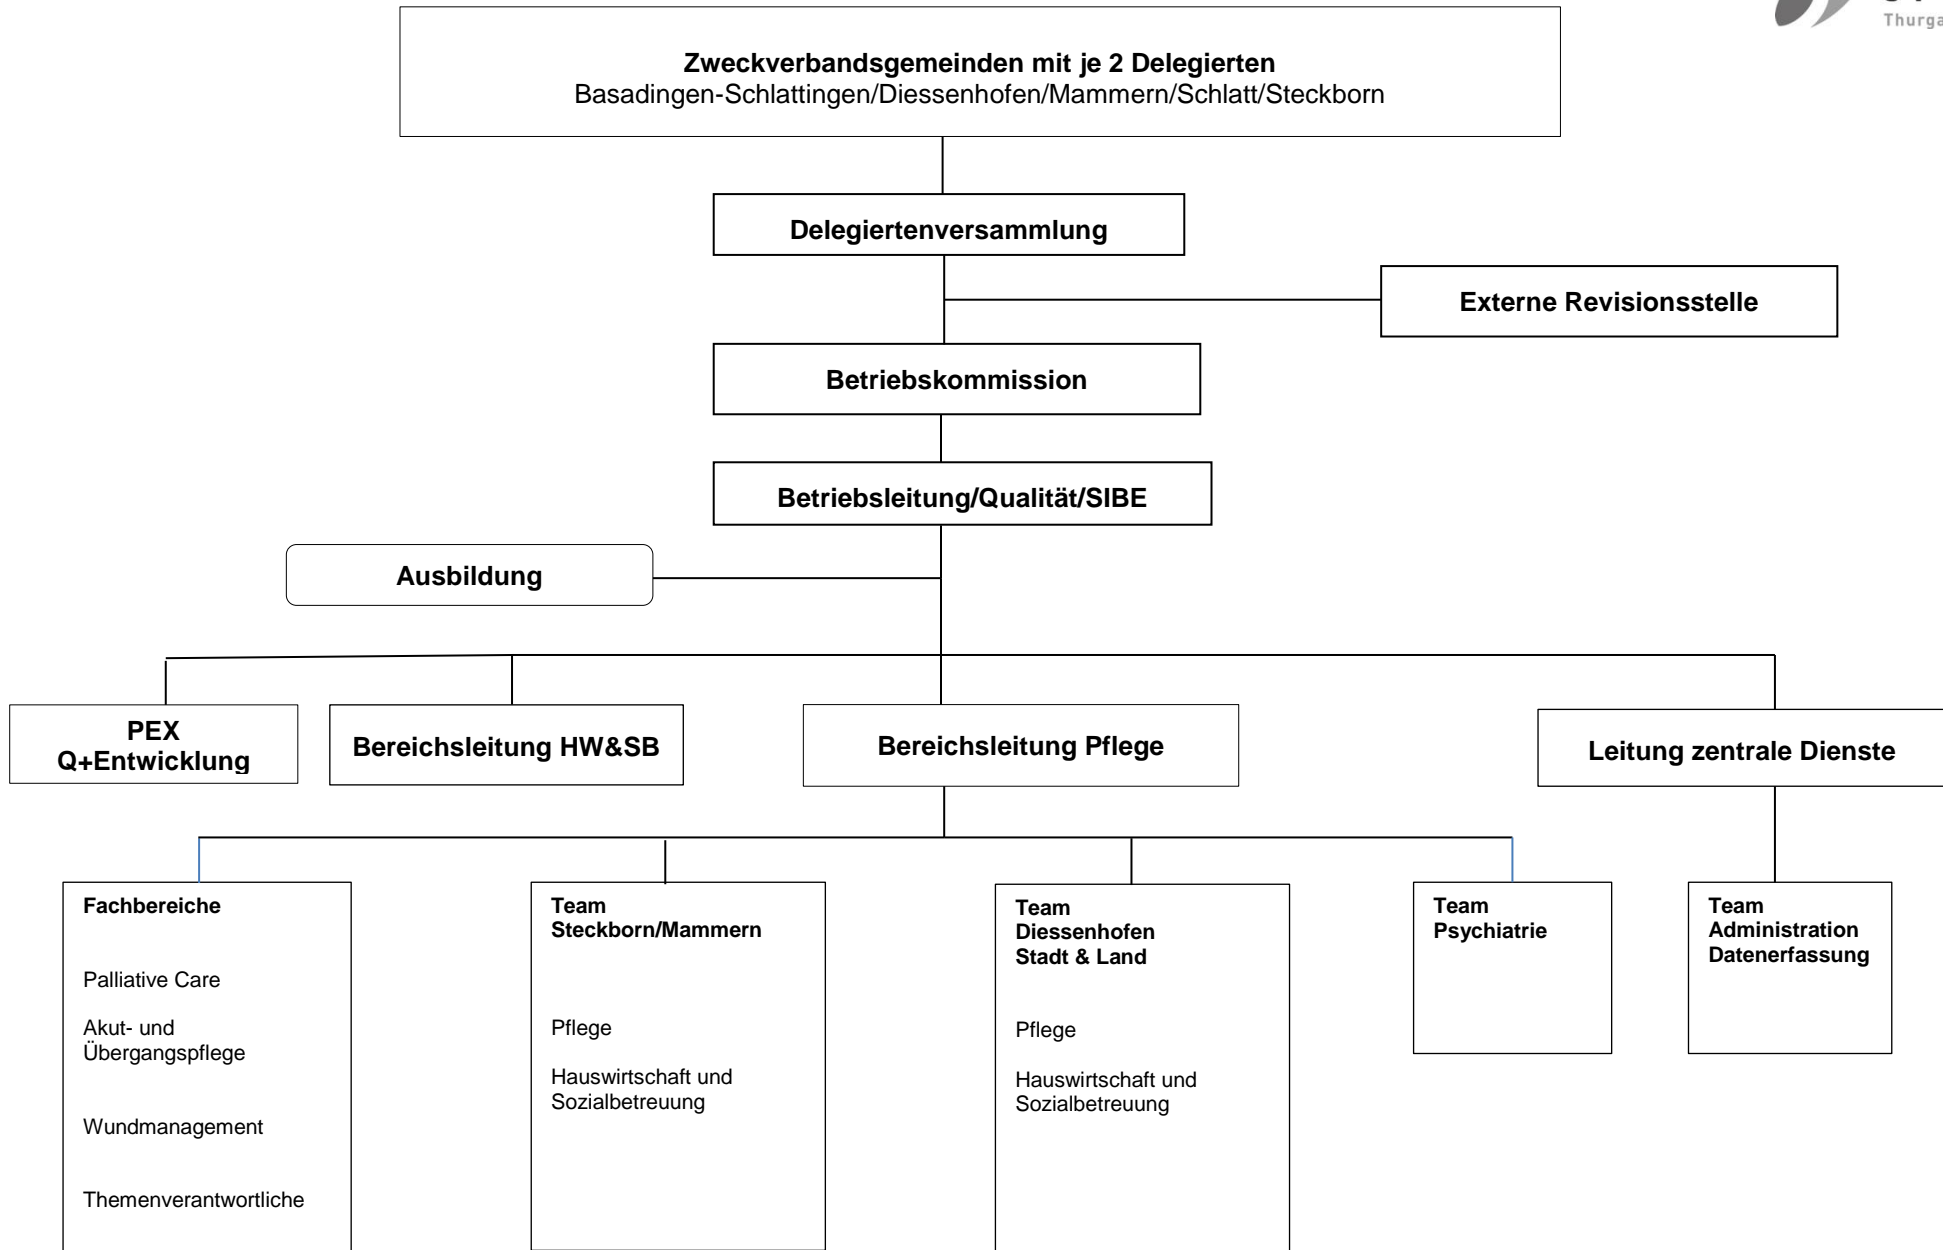 Zweckverbandsgemeinden mit je 2 Delegierten
Basadingen-Schlattingen/Diessenhofen/Mammern/Schlatt/Steckborn
Delegiertenversammlung
Externe Revisionsstelle
Betriebskommission
Betriebsleitung/Qualität/SIBE
Ausbildung
PEX
Q+Entwicklung
Bereichsleitung HW&SB
Bereichsleitung Pflege
Leitung zentrale Dienste
Fachbereiche
Palliative Care
Akut- und
Übergangspflege
Wundmanagement
Themenverantwortliche
Team
Steckborn/Mammern
Pflege
Hauswirtschaft und
Sozialbetreuung
Team
Diessenhofen
Stadt & Land
Pflege
Hauswirtschaft und
Sozialbetreuung
Team
Psychiatrie
Team
Administration
Datenerfassung